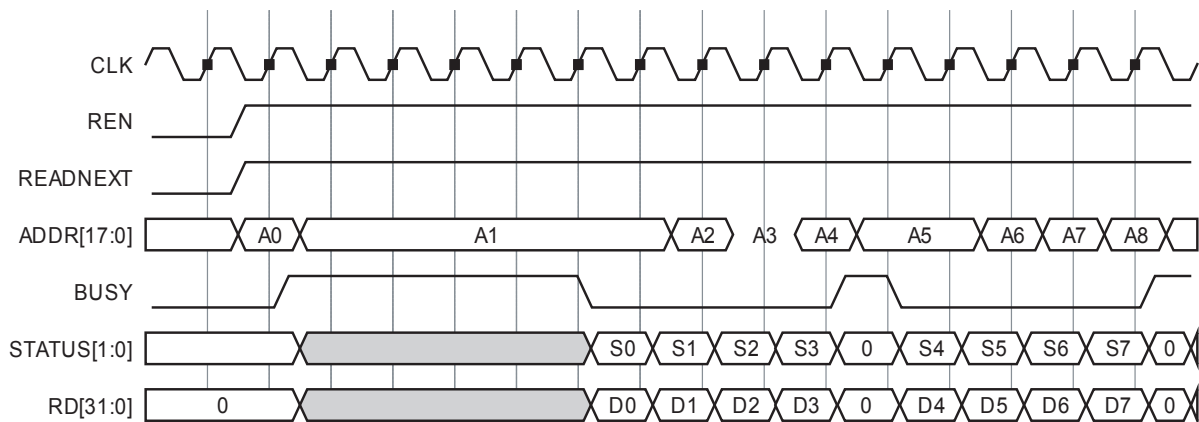 CLK
REN
READNEXT
ADDR[17:0] A0 A1 A2 A3 A4 A5 A6 A7 A8
BUSY
STATUS[1:0] S0 S1 S2 S3 0 S4 S5 S6 S7 0
RD[31:0] 0 D0 D1 D2 D3 0 D4 D5 D6 D7 0